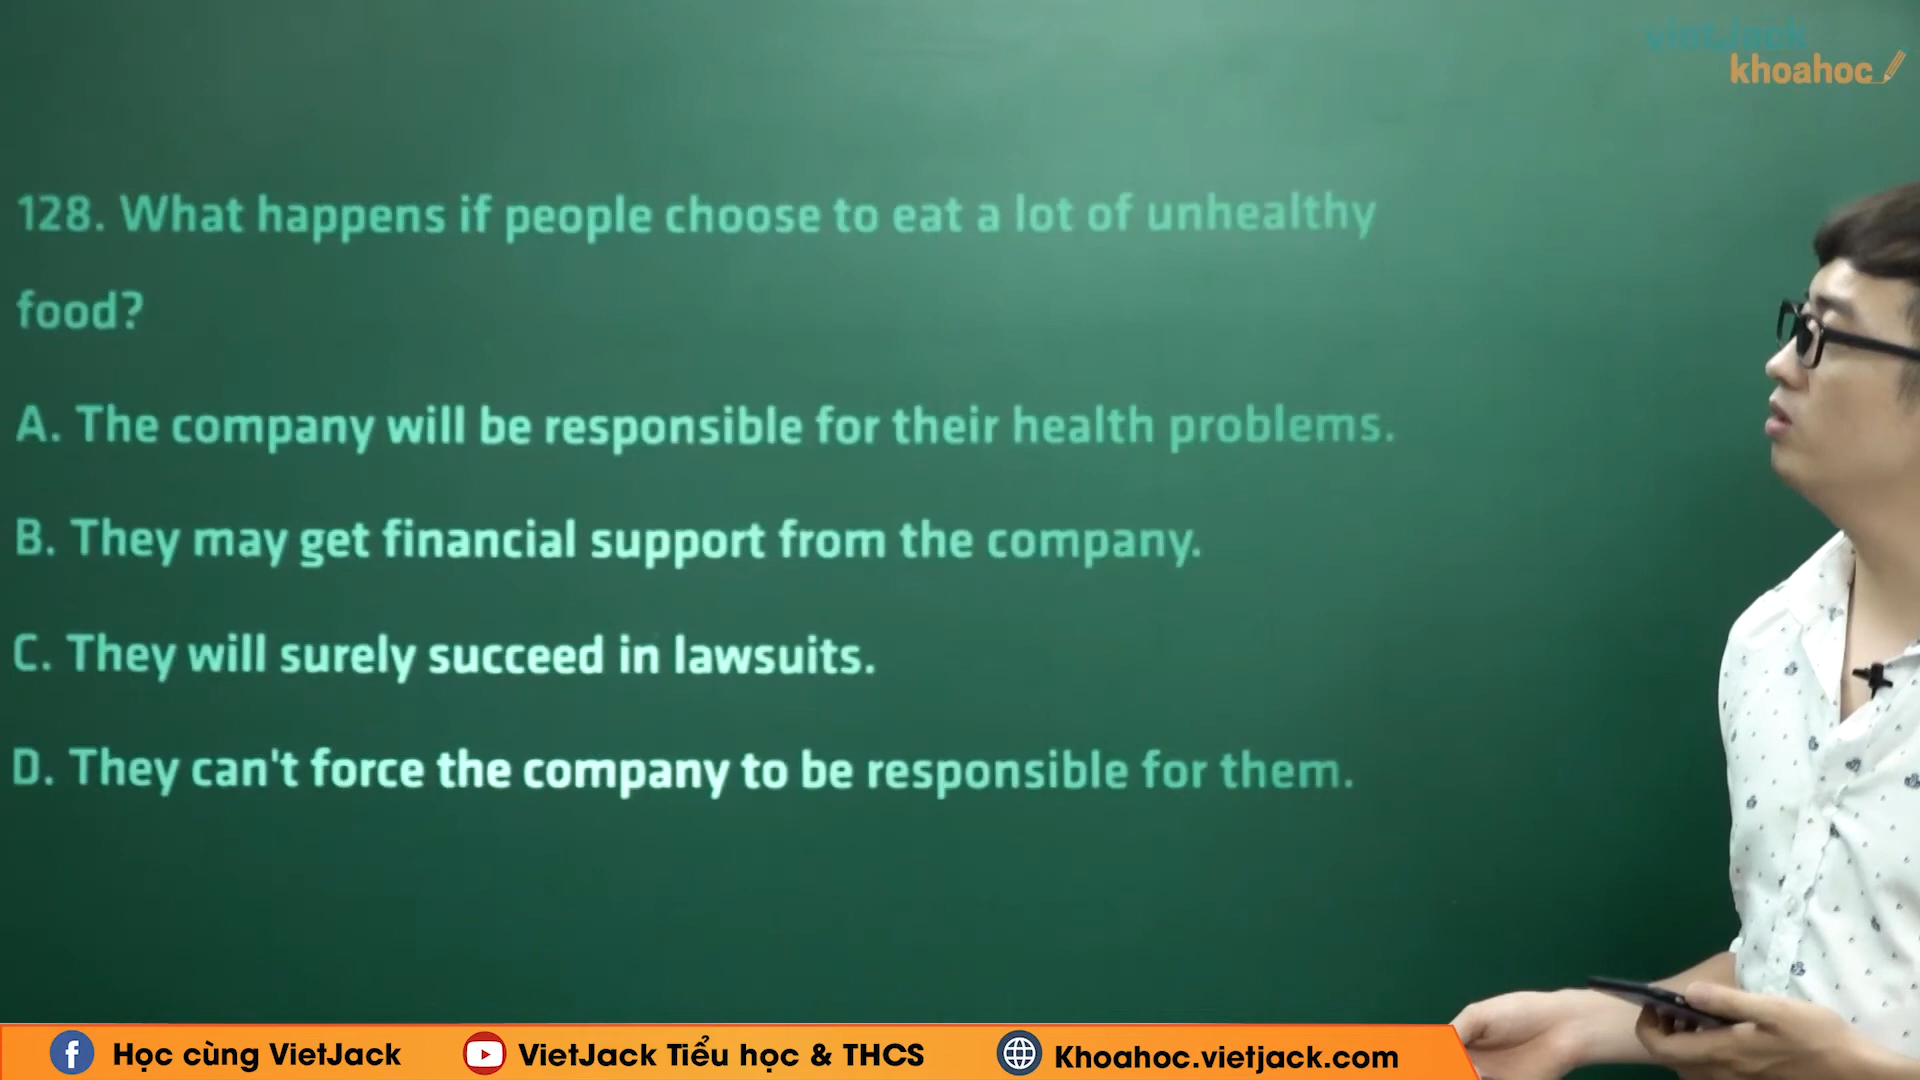 vietJack
khoahoc
128. What happens if people choose to eat a lot of unhealthy
food?
A. The company will be responsible for their health problems.
B. They may get financial support from the company.
C. They will surely succeed in lawsuits.
D. They can't force the company to be responsible for them.
Học cùng VietJack
VietJack Tiểu học & THCS
Khoahoc.vietjack.com